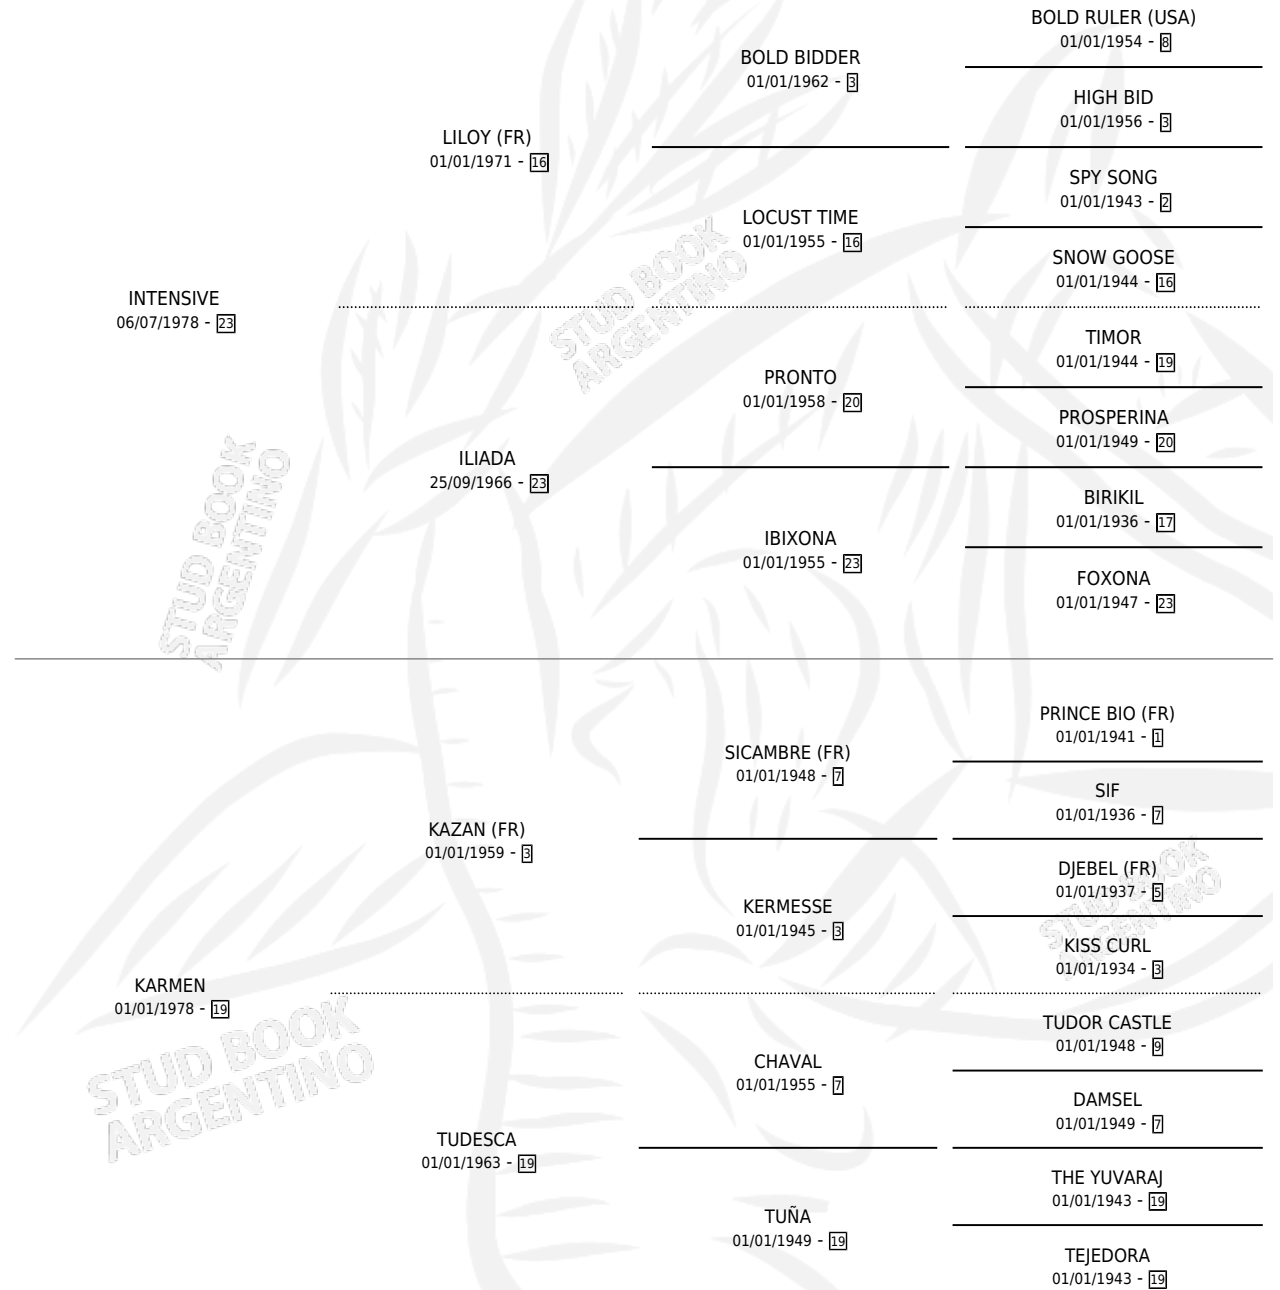 BOLD RULER (USA)
01/01/1954 - 8
BOLD BIDDER
01/01/1962 - 3
HIGH BID
01/01/1956 - 3
LILOY (FR)
01/01/1971 - 16
SPY SONG
01/01/1943 - 2
LOCUST TIME
01/01/1955 - 16
SNOW GOOSE
01/01/1944 - 16
INTENSIVE
06/07/1978 - 23
STUD BOOK
ARGENTINO
TIMOR
01/01/1944 - 19
PRONTO
01/01/1958 - 20
PROSPERINA
01/01/1949 - 20
ILIADA
25/09/1966 - 23
BIRIKIL
01/01/1936 - 17
IBIXONA
01/01/1955 - 23
FOXONA
01/01/1947 - 23
STUD BOOK
ARGENTINO
PRINCE BIO (FR)
01/01/1941 - 1
SICAMBRE (FR)
01/01/1948 - 7
SIF
01/01/1936 - 7
KAZAN (FR)
01/01/1959 - 3
DJEBEL (FR)
01/01/1937 - 5
KERMESSE
01/01/1945 - 3
STUD BOOK
ARGENTINO
KISS CURL
01/01/1934 - 3
KARMEN
01/01/1978 - 19
STUD BOOK
ARGENTINO
TUDOR CASTLE
01/01/1948 - 9
CHAVAL
01/01/1955 - 7
DAMSEL
01/01/1949 - 7
TUDESCA
01/01/1963 - 19
THE YUVARAJ
01/01/1943 - 19
TUÑA
01/01/1949 - 19
TEJEDORA
01/01/1943 - 19